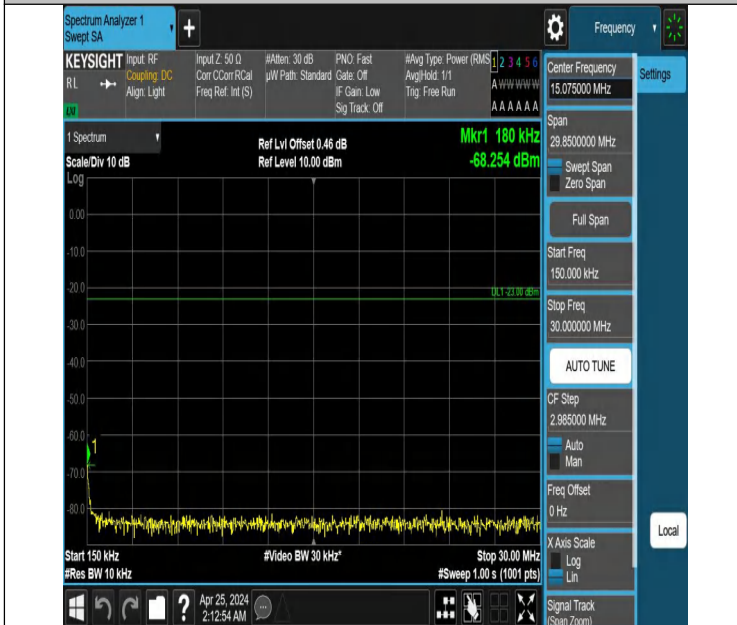 Spectrum Analyzer 1
Swept SA
+
Frequency
KEYSIGHT
RL
LXI
Input: RF
Coupling: DC
Align: Light
Input Z: 50 Ω
Corr CCorr RCal
Freq Ref: Int (S)
#Atten: 30 dB
µW Path: Standard
PNO: Fast
Gate: Off
IF Gain: Low
Sig Track: Off
#Avg Type: Power (RMS
Avg|Hold: 1/1
Trig: Free Run
1 2 3 4 5 6
A W W W W W
A A A A A A
1 Spectrum
Scale/Div 10 dB
Log
Ref Lvl Offset 0.46 dB
Ref Level 10.00 dBm
Mkr1 180 kHz
-68.254 dBm
0.00
-10.0
-20.0
DL1 -23.00 dBm
-30.0
-40.0
-50.0
-60.0
1
-70.0
-80.0
Start 150 kHz
#Video BW 30 kHz*
Stop 30.00 MHz
#Res BW 10 kHz
#Sweep 1.00 s (1001 pts)
?
Apr 25, 2024
2:12:54 AM
Center Frequency
15.075000 MHz
Settings
Span
29.8500000 MHz
Swept Span
Zero Span
Full Span
Start Freq
150.000 kHz
Stop Freq
30.000000 MHz
AUTO TUNE
CF Step
2.985000 MHz
Auto
Man
Freq Offset
0 Hz
Local
X Axis Scale
Log
Lin
Signal Track
(Span Zoom)